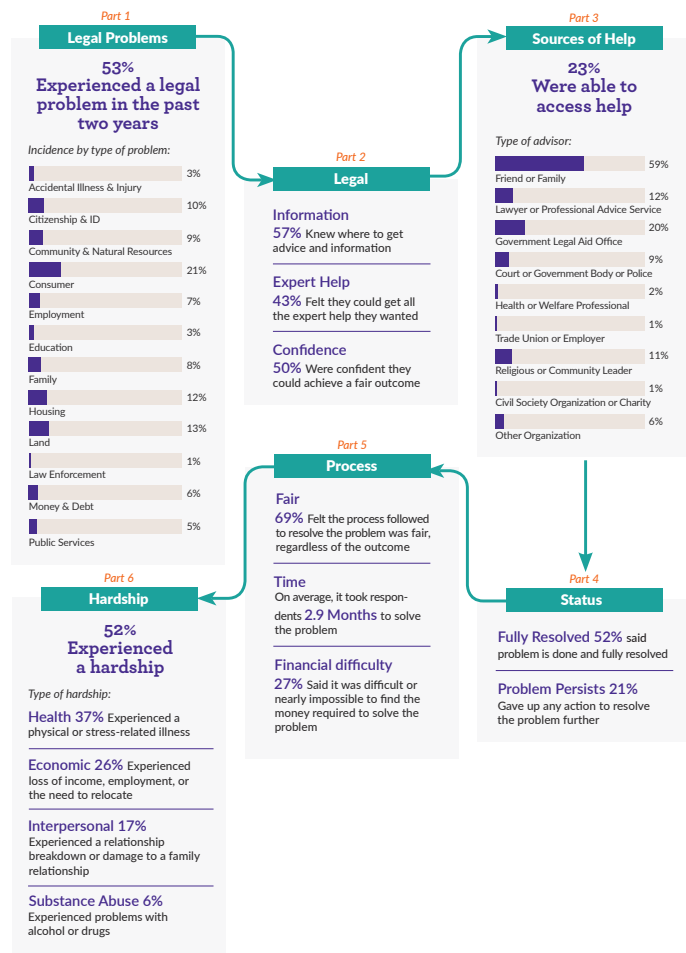 Part 1
Legal Problems
53%
Experienced a legal
problem in the past
two years
Incidence by type of problem:
3%
Accidental Illness & Injury
10%
Citizenship & ID
9%
Community & Natural Resources
21%
Consumer
7%
Employment
3%
Education
8%
Family
12%
Housing
13%
Land
1%
Law Enforcement
6%
Money & Debt
5%
Public Services
Part 2
Legal
Information
57% Knew where to get
advice and information
Expert Help
43% Felt they could get all
the expert help they wanted
Confidence
50% Were confident they
could achieve a fair outcome
Part 3
Sources of Help
23%
Were able to
access help
Type of advisor:
59%
Friend or Family
12%
Lawyer or Professional Advice Service
20%
Government Legal Aid Office
9%
Court or Government Body or Police
2%
Health or Welfare Professional
1%
Trade Union or Employer
11%
Religious or Community Leader
1%
Civil Society Organization or Charity
6%
Other Organization
Part 4
Status
Fully Resolved 52% said
problem is done and fully resolved
Problem Persists 21%
Gave up any action to resolve
the problem further
Part 5
Process
Fair
69% Felt the process followed
to resolve the problem was fair,
regardless of the outcome
Time
On average, it took respon-
dents 2.9 Months to solve
the problem
Financial difficulty
27% Said it was difficult or
nearly impossible to find the
money required to solve the
problem
Part 6
Hardship
52%
Experienced
a hardship
Type of hardship:
Health 37% Experienced a
physical or stress-related illness
Economic 26% Experienced
loss of income, employment, or
the need to relocate
Interpersonal 17%
Experienced a relationship
breakdown or damage to a family
relationship
Substance Abuse 6%
Experienced problems with
alcohol or drugs